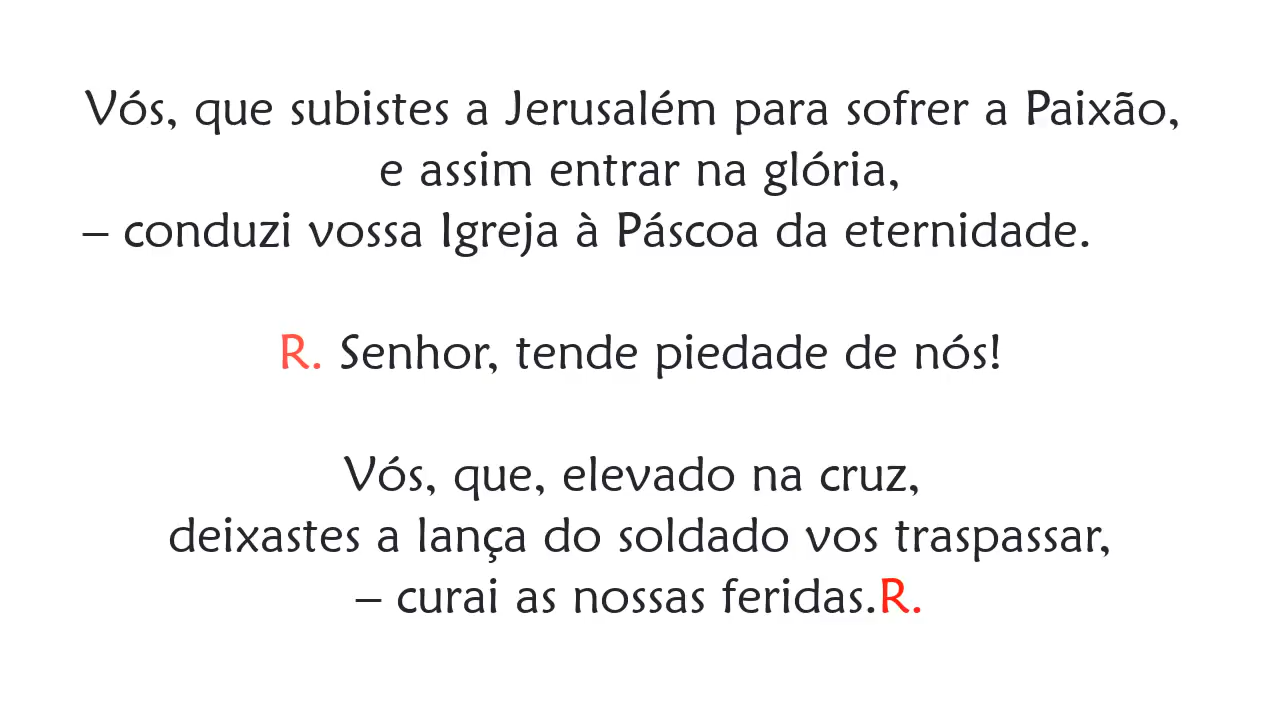 Vós, que subistes a Jerusalém para sofrer a Paixão,
e assim entrar na glória,
– conduzi vossa Igreja à Páscoa da eternidade.
R. Senhor, tende piedade de nós!
Vós, que, elevado na cruz,
deixastes a lança do soldado vos traspassar,
– curai as nossas feridas.R.